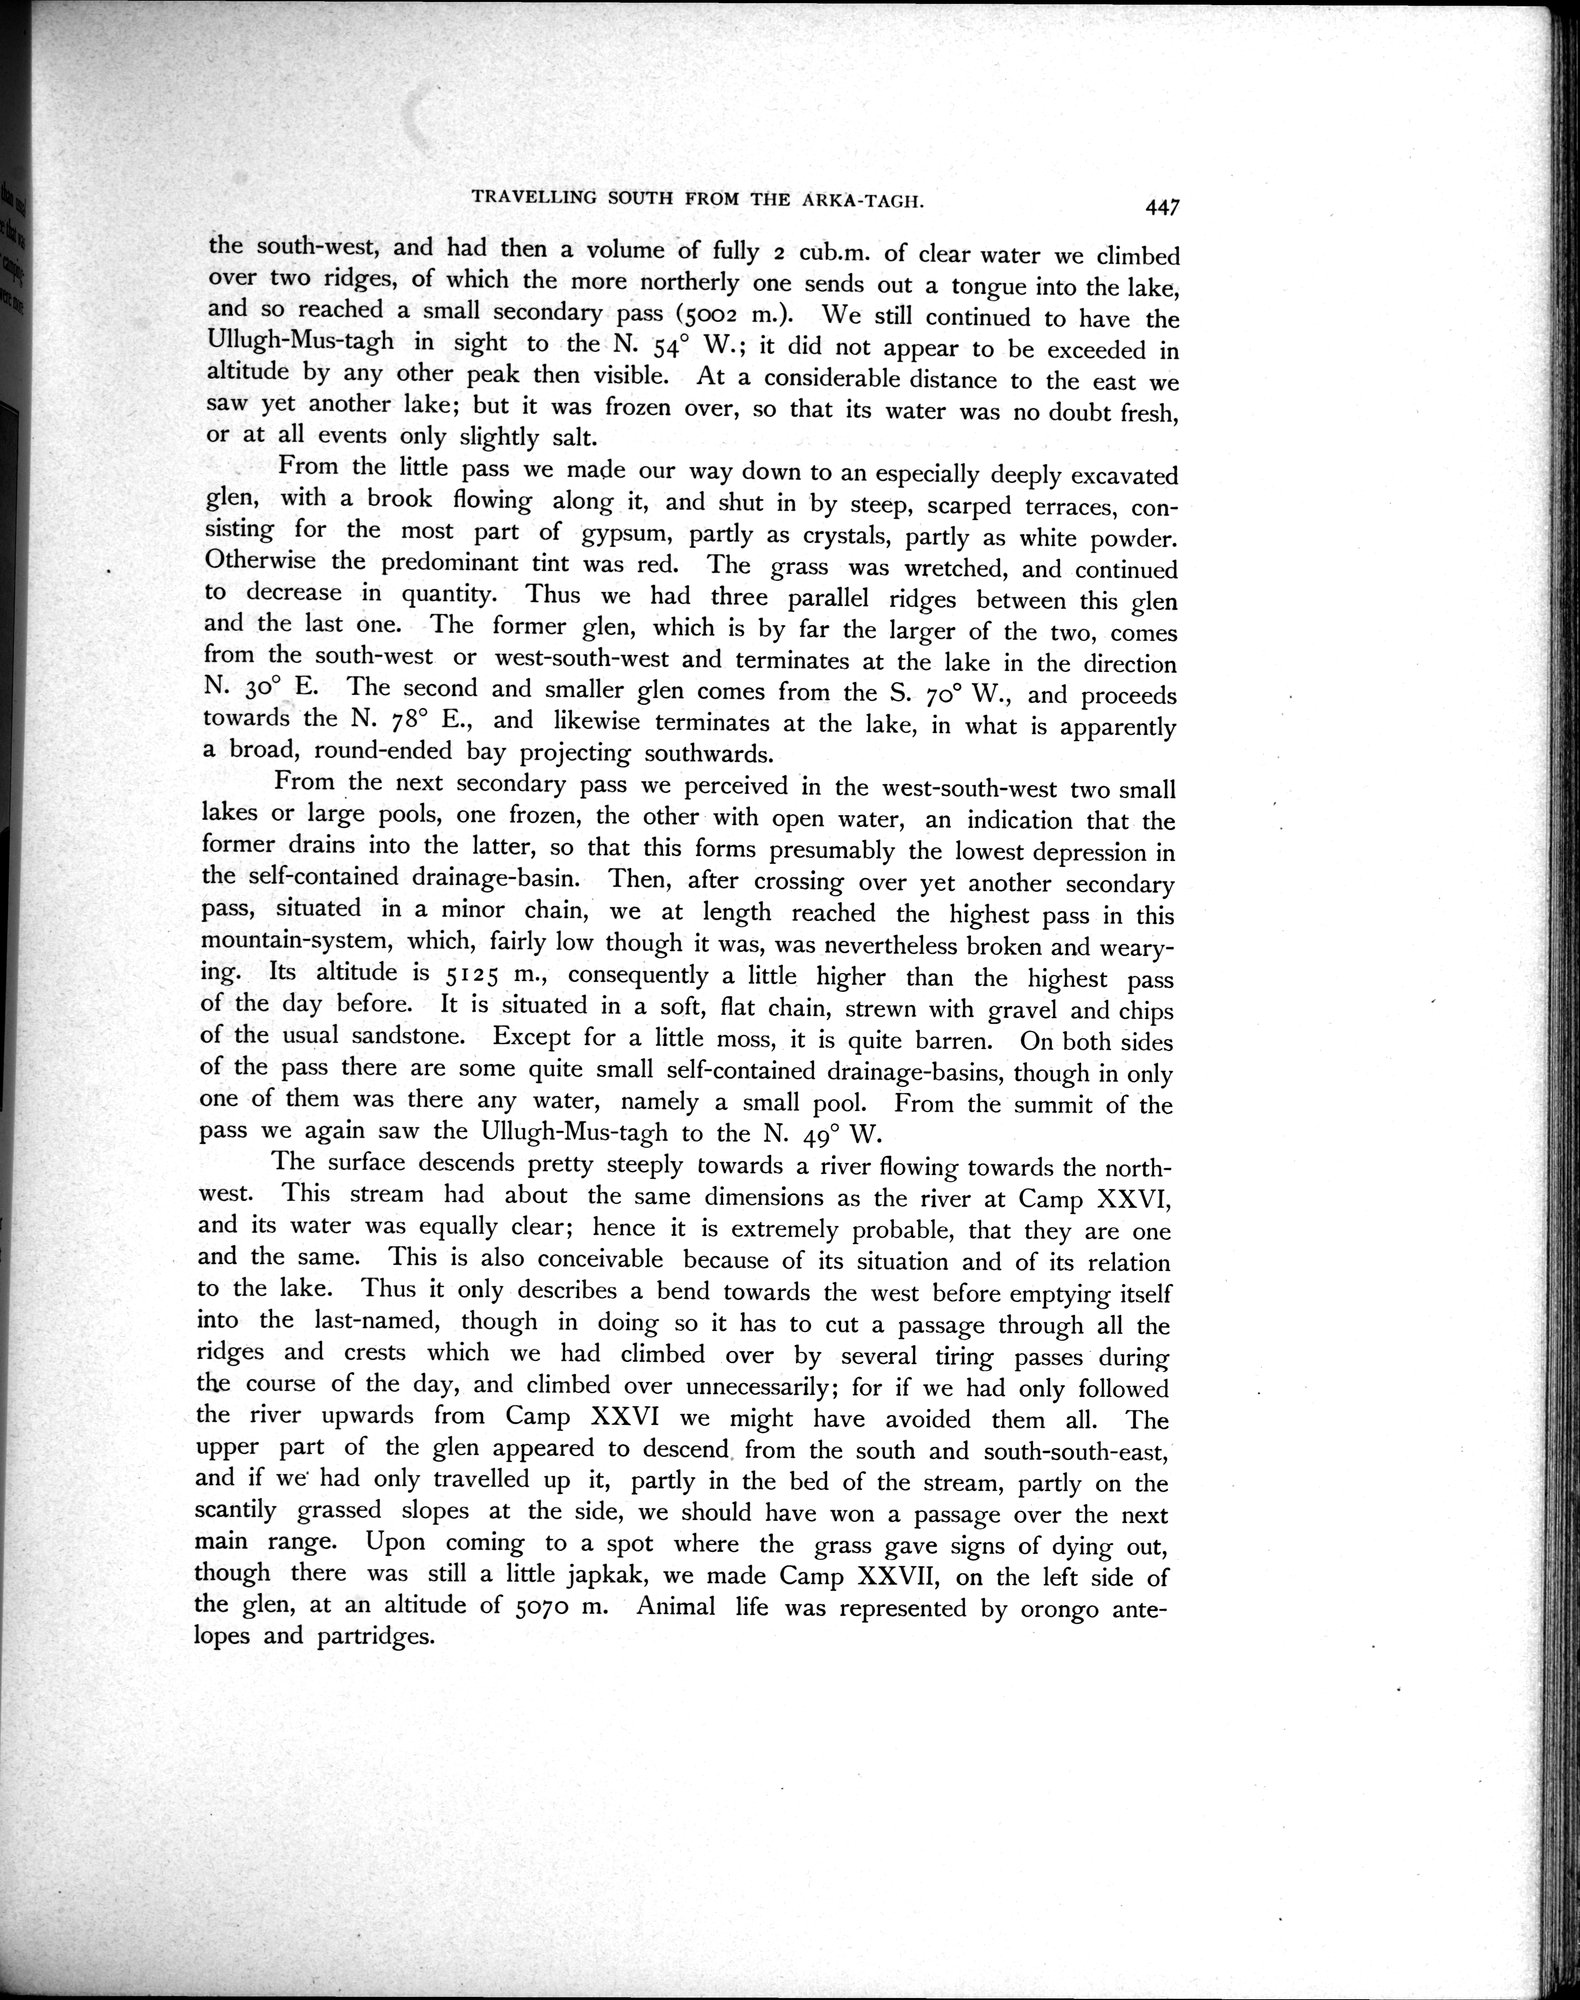 TRAVELLING SOUTH FROM THE ARKA-TAGH.
447
the south-west, and had then a volume of fully 2 cub.m. of clear water we climbed
over two ridges, of which the more northerly one sends out a tongue into the lake,
and so reached a small secondary pass (5002 m.). We still continued to have the
Ullugh-Mus-tagh in sight to the N. 54° W.; it did not appear to be exceeded in
altitude by any other peak then visible. At a considerable distance to the east we
saw yet another lake; but it was frozen over, so that its water was no doubt fresh,
or at all events only slightly salt.
From the little pass we made our way down to an especially deeply excavated
glen, with a brook flowing along it, and shut in by steep, scarped terraces, con-
sisting for the most part of gypsum, partly as crystals, partly as white powder.
Otherwise the predominant tint was red. The grass was wretched, and continued
to decrease in quantity. Thus we had three parallel ridges between this glen
and the last one. The former glen, which is by far the larger of the two, comes
from the south-west or west-south-west and terminates at the lake in the direction
N. 30° E. The second and smaller glen comes from the S. 70° W., and proceeds
towards the N. 78° E., and likewise terminates at the lake, in what is apparently
a broad, round-ended bay projecting southwards.
From the next secondary pass we perceived in the west-south-west two small
lakes or large pools, one frozen, the other with open water, an indication that the
former drains into the latter, so that this forms presumably the lowest depression in
the self-contained drainage-basin. Then, after crossing over yet another secondary
pass, situated in a minor chain, we at length reached the highest pass in this
mountain-system, which, fairly low though it was, was nevertheless broken and weary-
ing. Its altitude is 5125 m., consequently a little higher than the highest pass
of the day before. It is situated in a soft, flat chain, strewn with gravel and chips
of the usual sandstone. Except for a little moss, it is quite barren. On both sides
of the pass there are some quite small self-contained drainage-basins, though in only
one of them was there any water, namely a small pool. From the summit of the
pass we again saw the Ullugh-Mus-tagh to the N. 49° W.
The surface descends pretty steeply towards a river flowing towards the north-
west. This stream had about the same dimensions as the river at Camp XXVI,
and its water was equally clear; hence it is extremely probable, that they are one
and the same. This is also conceivable because of its situation and of its relation
to the lake. Thus it only describes a bend towards the west before emptying itself
into the last-named, though in doing so it has to cut a passage through all the
ridges and crests which we had climbed over by several tiring passes during
the course of the day, and climbed over unnecessarily; for if we had only followed
the river upwards from Camp XXVI we might have avoided them all. The
upper part of the glen appeared to descend from the south and south-south-east,
and if we had only travelled up it, partly in the bed of the stream, partly on the
scantily grassed slopes at the side, we should have won a passage over the next
main range. Upon coming to a spot where the grass gave signs of dying out,
though there was still a little japkak, we made Camp XXVII, on the left side of
the glen, at an altitude of 5070 m. Animal life was represented by orongo ante-
lopes and partridges.